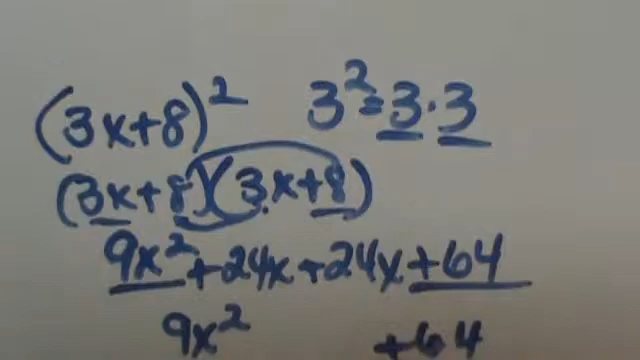 (3x+8)² 3²=3·3
(3x+8)(3x+8)
9x²+24x+24x+64
9x² +64